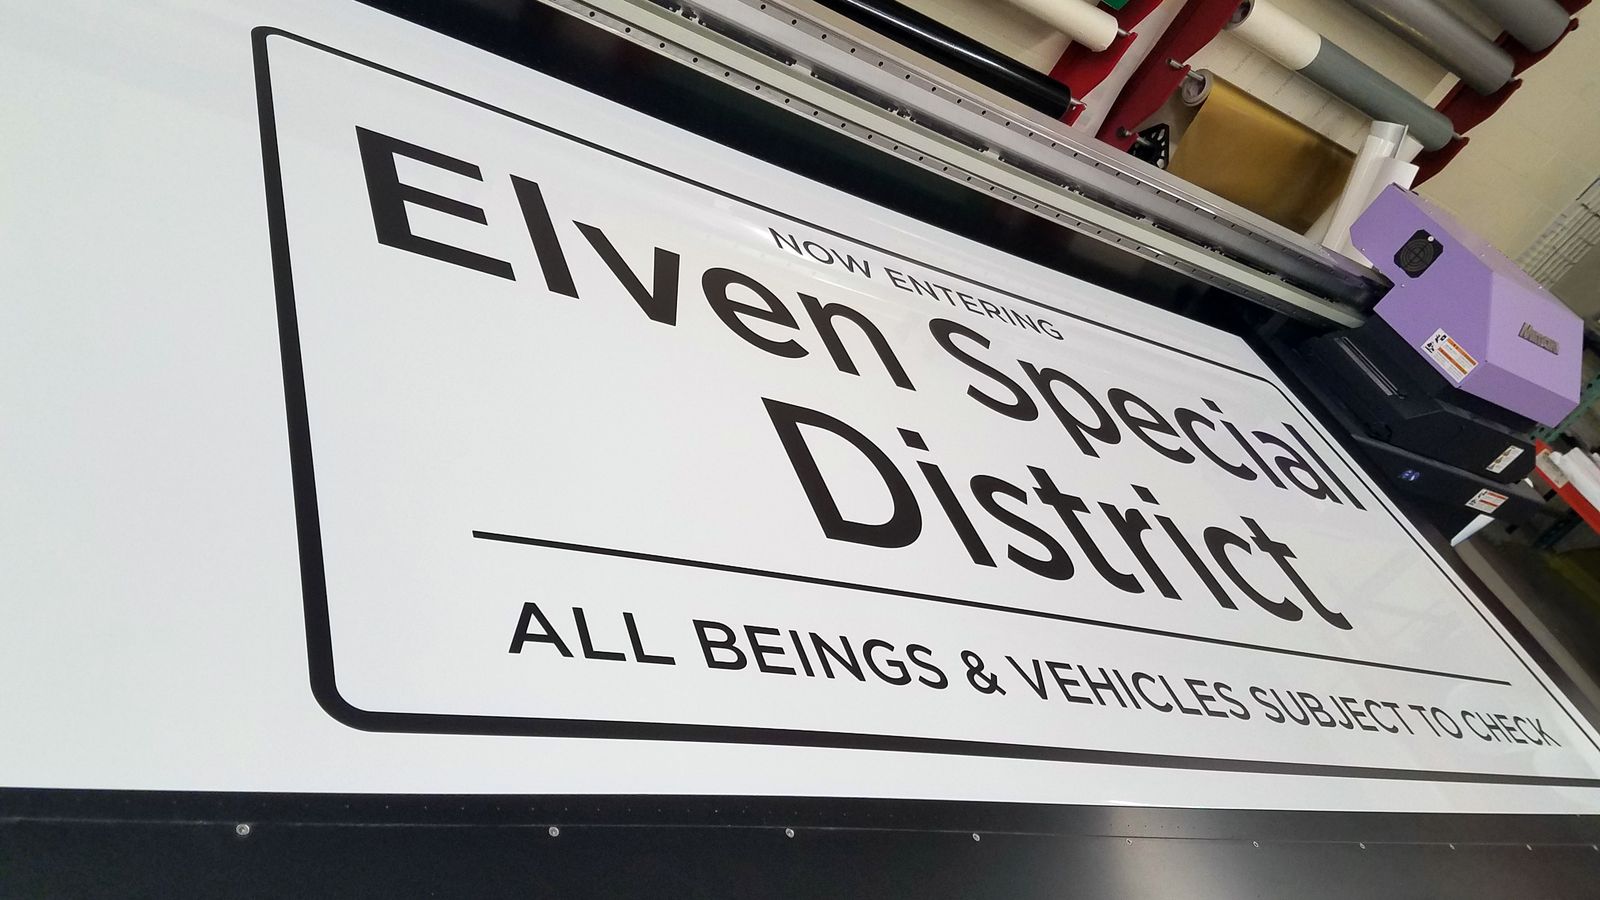 NOW ENTERING
Elven Special
District
ALL BEINGS & VEHICLES SUBJECT TO CHECK